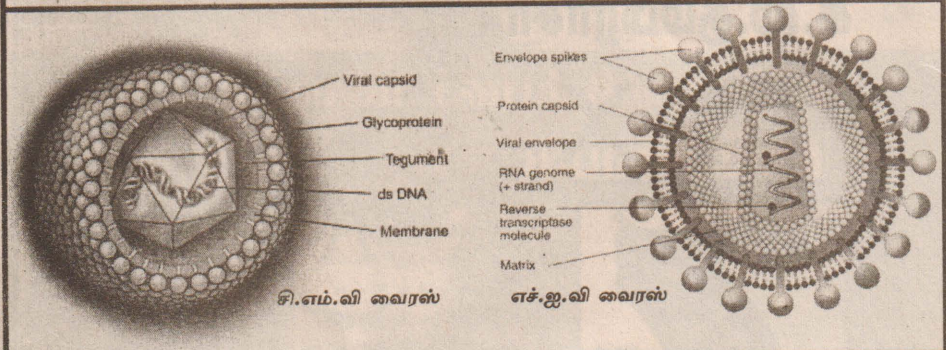 Viral capsid
Glycoprotein
Tegument
ds DNA
Membrane
சி.எம்.வி வைரஸ்
Envelope spikes
Protein capsid
Viral envelope
RNA genome
(+ strand)
Reverse
transcriptase
molecule
Matrix
எச்.ஐ.வி வைரஸ்